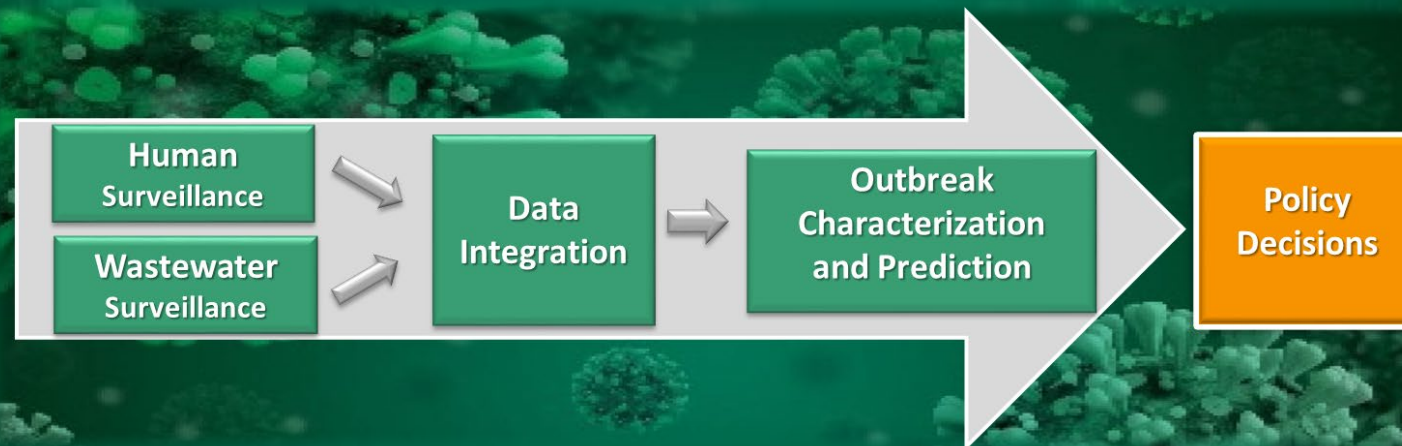 Human
Surveillance
Wastewater
Surveillance
Data
Integration
Outbreak
Characterization
and Prediction
Policy
Decisions